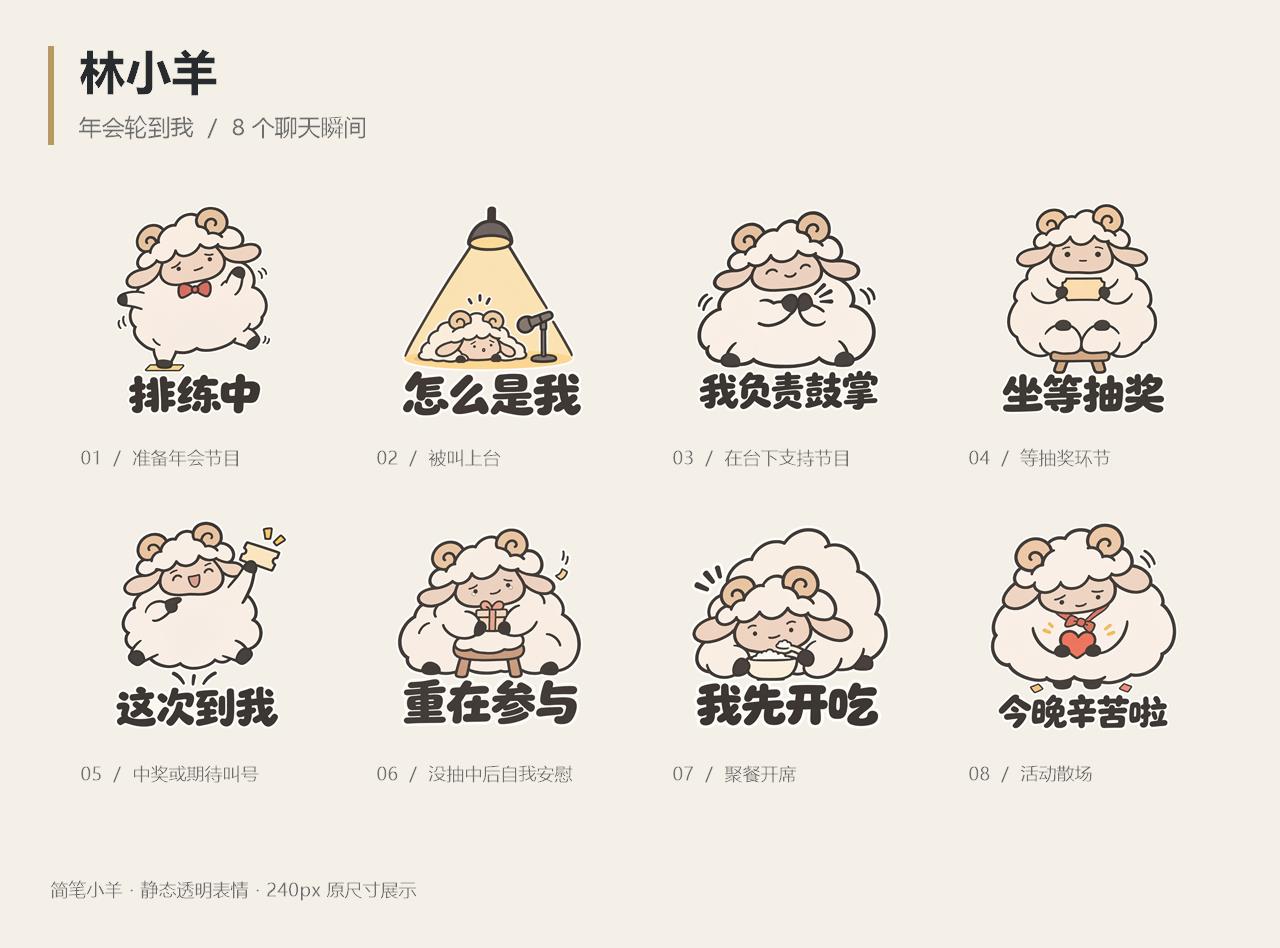 林小羊
年会轮到我 / 8 个聊天瞬间
排练中
怎么是我
我负责鼓掌
坐等抽奖
01 / 准备年会节目
02 / 被叫上台
03 / 在台下支持节目
04 / 等抽奖环节
这次到我
重在参与
我先开吃
今晚辛苦啦
05 / 中奖或期待叫号
06 / 没抽中后自我安慰
07 / 聚餐开席
08 / 活动散场
简笔小羊 · 静态透明表情 · 240px 原尺寸展示